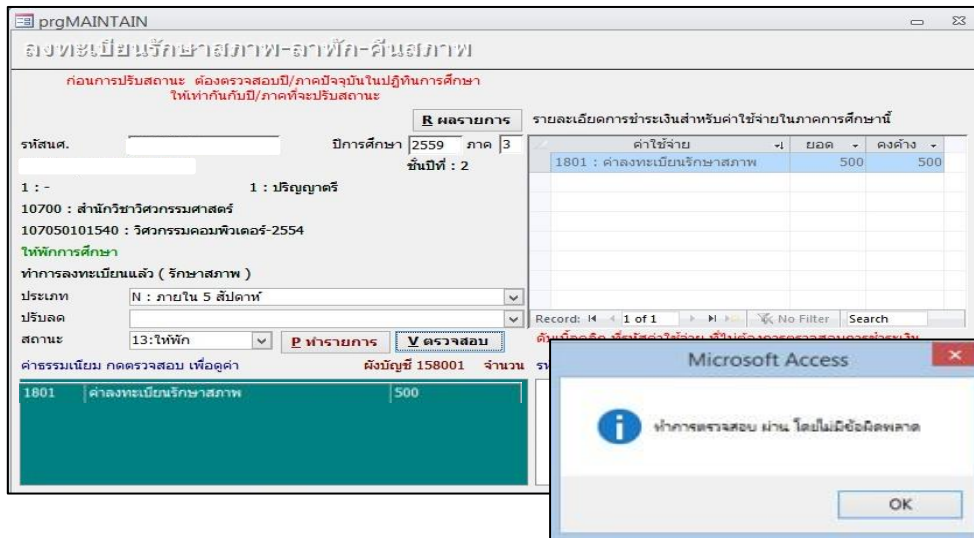 prgMAINTAIN
ลงทะเบียนรักษาสภาพ-ลาพัก-คืนสภาพ
ก่อนการปรับสถานะ ต้องตรวจสอบปี/ภาคปัจจุบันในปฏิทินการศึกษา
ให้เท่ากันกับปี/ภาคที่จะปรับสถานะ
R ผลรายการ
รายละเอียดการชำระเงินสำหรับค่าใช้จ่ายในภาคการศึกษานี้
รหัสนศ. ปีการศึกษา 2559 ภาค 3
ชั้นปีที่ : 2
ค่าใช้จ่าย ยอด คงค้าง
1801 : ค่าลงทะเบียนรักษาสภาพ 500 500
1 : - 1 : ปริญญาตรี
10700 : สำนักวิชาวิศวกรรมศาสตร์
107050101540 : วิศวกรรมคอมพิวเตอร์-2554
ให้พักการศึกษา
ทำการลงทะเบียนแล้ว ( รักษาสภาพ )
ประเภท N : ภายใน 5 สัปดาห์
ปรับลด
Record: 1 of 1 No Filter Search
สถานะ 13:ให้พัก P ทำรายการ V ตรวจสอบ
ค่าธรรมเนียม กดตรวจสอบ เพื่อดูค่า ผังบัญชี 158001 จำนวน
1801 ค่าลงทะเบียนรักษาสภาพ 500
Microsoft Access
ทำการตรวจสอบ ผ่าน โดยไม่มีข้อผิดพลาด
OK